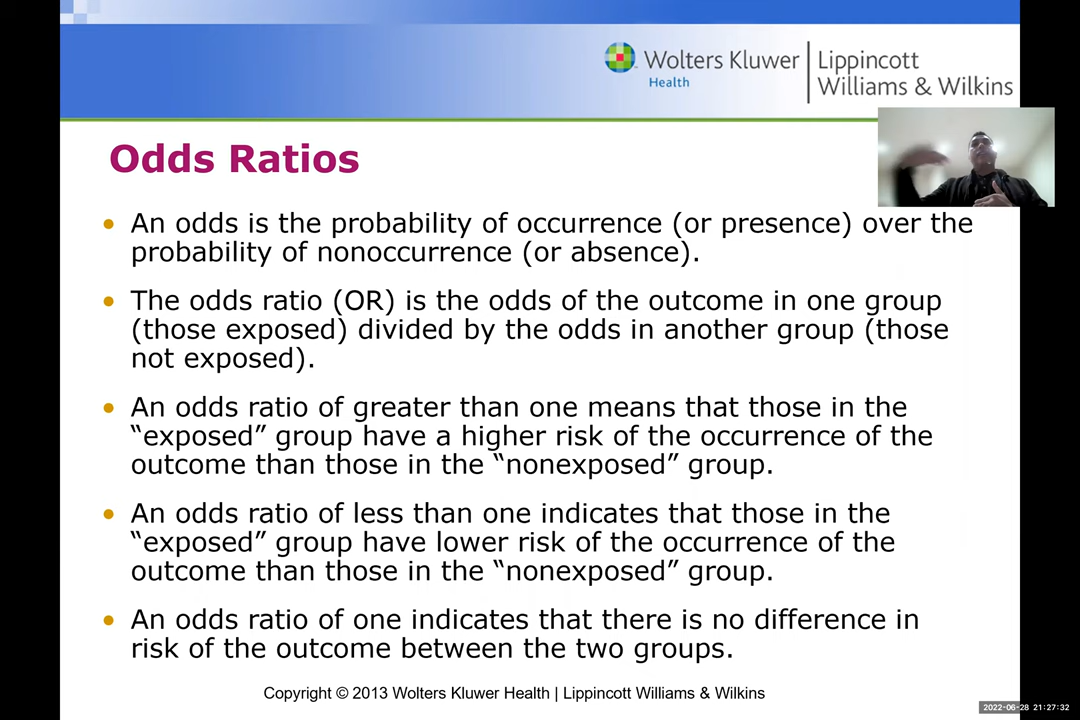 Wolters Kluwer
Health
Lippincott
Williams & Wilkins
Odds Ratios
• An odds is the probability of occurrence (or presence) over the
probability of nonoccurrence (or absence).
• The odds ratio (OR) is the odds of the outcome in one group
(those exposed) divided by the odds in another group (those
not exposed).
• An odds ratio of greater than one means that those in the
“exposed” group have a higher risk of the occurrence of the
outcome than those in the “nonexposed” group.
• An odds ratio of less than one indicates that those in the
“exposed” group have lower risk of the occurrence of the
outcome than those in the “nonexposed” group.
• An odds ratio of one indicates that there is no difference in
risk of the outcome between the two groups.
Copyright © 2013 Wolters Kluwer Health | Lippincott Williams & Wilkins
2022-06-28 21:27:32